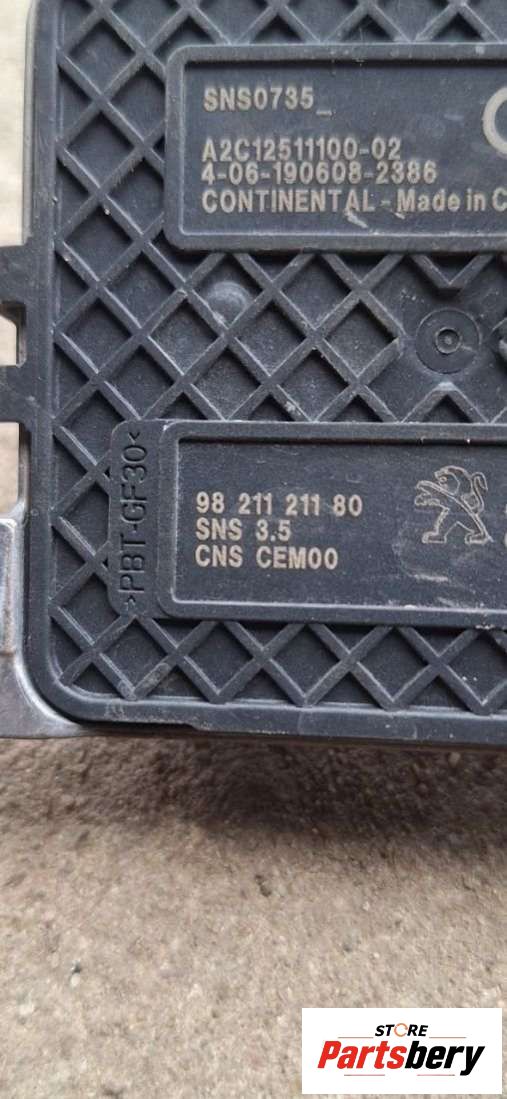 SNS0735_
A2C12511100-02
4-06-190608-2386
CONTINENTAL - Made in C
>PBT-GF30<
98 211 211 80
SNS 3.5
CNS CEM00
STORE
Partsbery